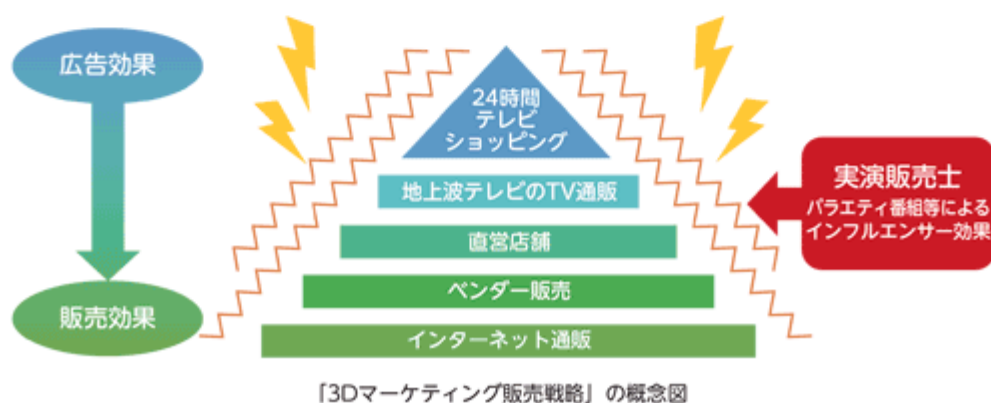 広告効果
販売効果
24時間
テレビ
ショッピング
地上波テレビのTV通販
直営店舗
ベンダー販売
インターネット通販
実演販売士
バラエティ番組等による
インフルエンサー効果
「3Dマーケティング販売戦略」の概念図